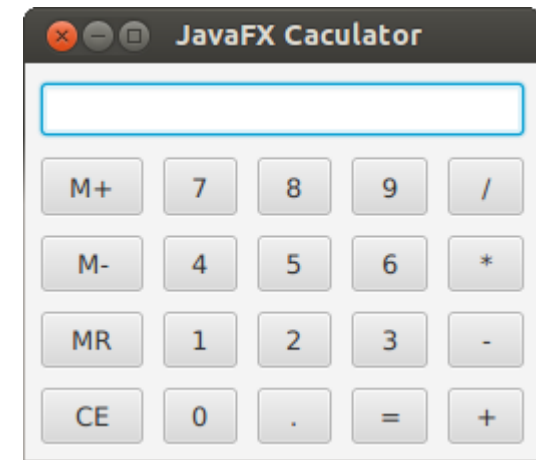 JavaFX Caculator
M+ 7 8 9 /
M- 4 5 6 *
MR 1 2 3 -
CE 0 . = +